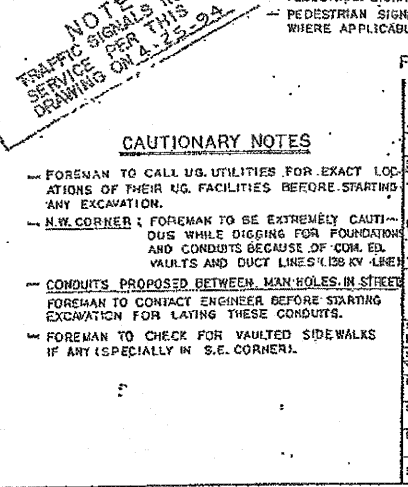 NOTE
TRAFFIC SIGNALS IN
SERVICE PER THIS
DRAWING ON 4-25-94
— PEDESTRIAN SIGN
WHERE APPLICABL
F
CAUTIONARY NOTES
— FOREMAN TO CALL UG. UTILITIES FOR EXACT LOC-
ATIONS OF THEIR UG. FACILITIES BEFORE STARTING
ANY EXCAVATION.
— N.W. CORNER : FOREMAN TO BE EXTREMELY CAUTI-
OUS WHILE DIGGING FOR FOUNDATIONS
AND CONDUITS BECAUSE OF COM. ED.
VAULTS AND DUCT LINES (138 KV LINE)
— CONDUITS PROPOSED BETWEEN MAN HOLES IN STREET
FOREMAN TO CONTACT ENGINEER BEFORE STARTING
EXCAVATION FOR LAYING THESE CONDUITS.
— FOREMAN TO CHECK FOR VAULTED SIDEWALKS
IF ANY (SPECIALLY IN S.E. CORNER).